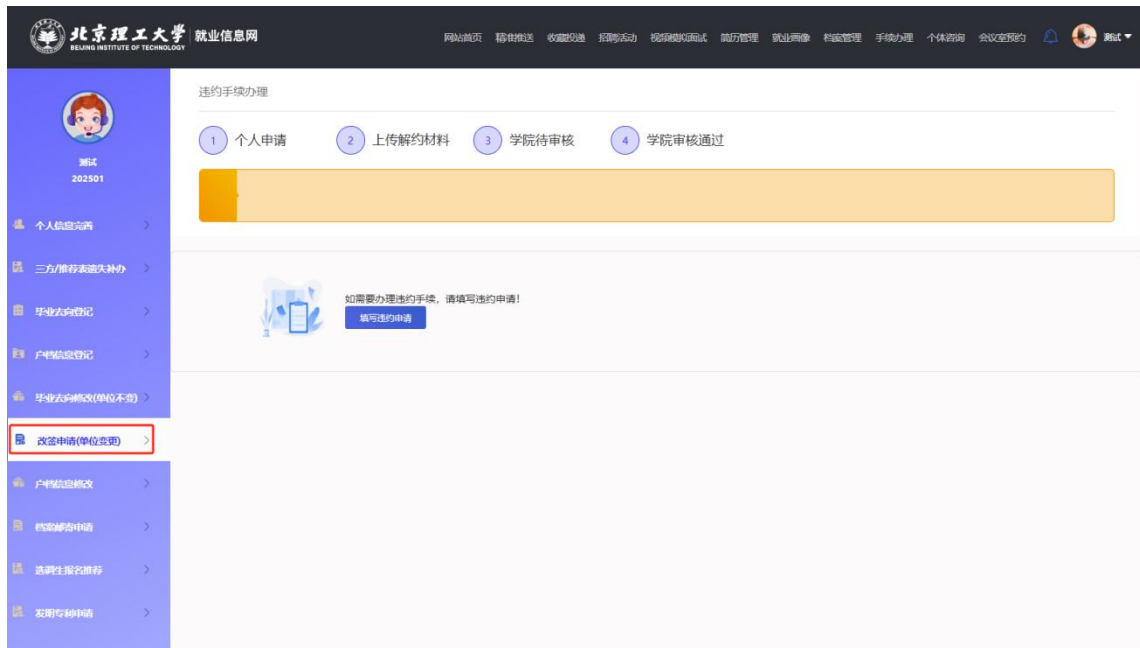 北京理工大学
BEIJING INSTITUTE OF TECHNOLOGY
就业信息网
网站首页 精准推送 收藏投递 招聘活动 视频模拟面试 简历管理 就业画像 档案管理 手续办理 个体咨询 会议室预约 测试
测试
202501
个人信息完善
三方/推荐表遗失补办
毕业去向登记
户档信息登记
毕业去向修改(单位不变)
改签申请(单位变更)
户档信息修改
档案邮寄申请
选调生报名推荐
发明专利申请
违约手续办理
1 个人申请 2 上传解约材料 3 学院待审核 4 学院审核通过
如需要办理违约手续，请填写违约申请！
填写违约申请